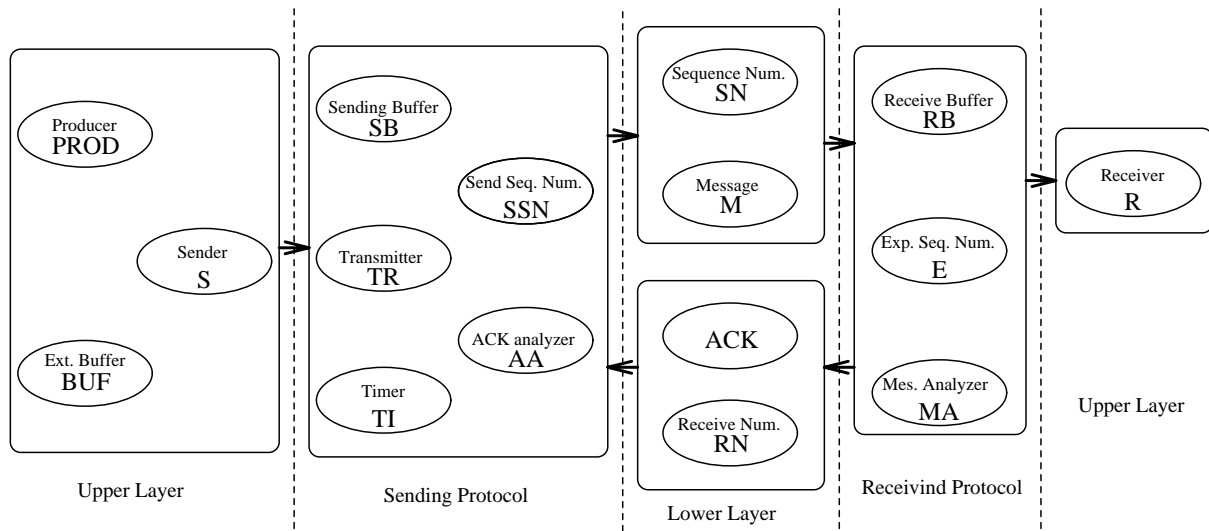 Producer
PROD
Sender
S
Ext. Buffer
BUF
Upper Layer
Sending Buffer
SB
Send Seq. Num.
SSN
Transmitter
TR
ACK analyzer
AA
Timer
TI
Sending Protocol
Sequence Num.
SN
Message
M
ACK
Receive Num.
RN
Lower Layer
Receive Buffer
RB
Exp. Seq. Num.
E
Mes. Analyzer
MA
Receivind Protocol
Receiver
R
Upper Layer